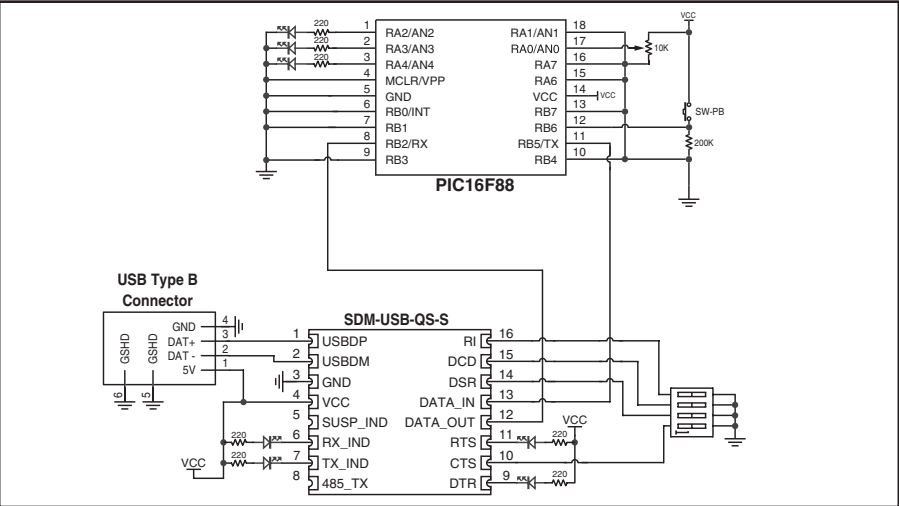 VCC
220
220
220
1 RA2/AN2 RA1/AN1 18
2 RA3/AN3 RA0/AN0 17
3 RA4/AN4 RA7 16
4 MCLR/VPP RA6 15
5 GND VCC 14 VCC
6 RB0/INT RB7 13
7 RB1 RB6 12
8 RB2/RX RB5/TX 11
9 RB3 RB4 10
10K
SW-PB
200K
PIC16F88
USB Type B
Connector
GSHD
GSHD
GND 4
DAT+ 3
DAT - 2
5V 1
6
5
SDM-USB-QS-S
1 USBDP RI 16
2 USBDM DCD 15
3 GND DSR 14
4 VCC DATA_IN 13
5 SUSP_IND DATA_OUT 12
6 RX_IND RTS 11
7 TX_IND CTS 10
8 485_TX DTR 9
220
220
VCC
VCC
220
220